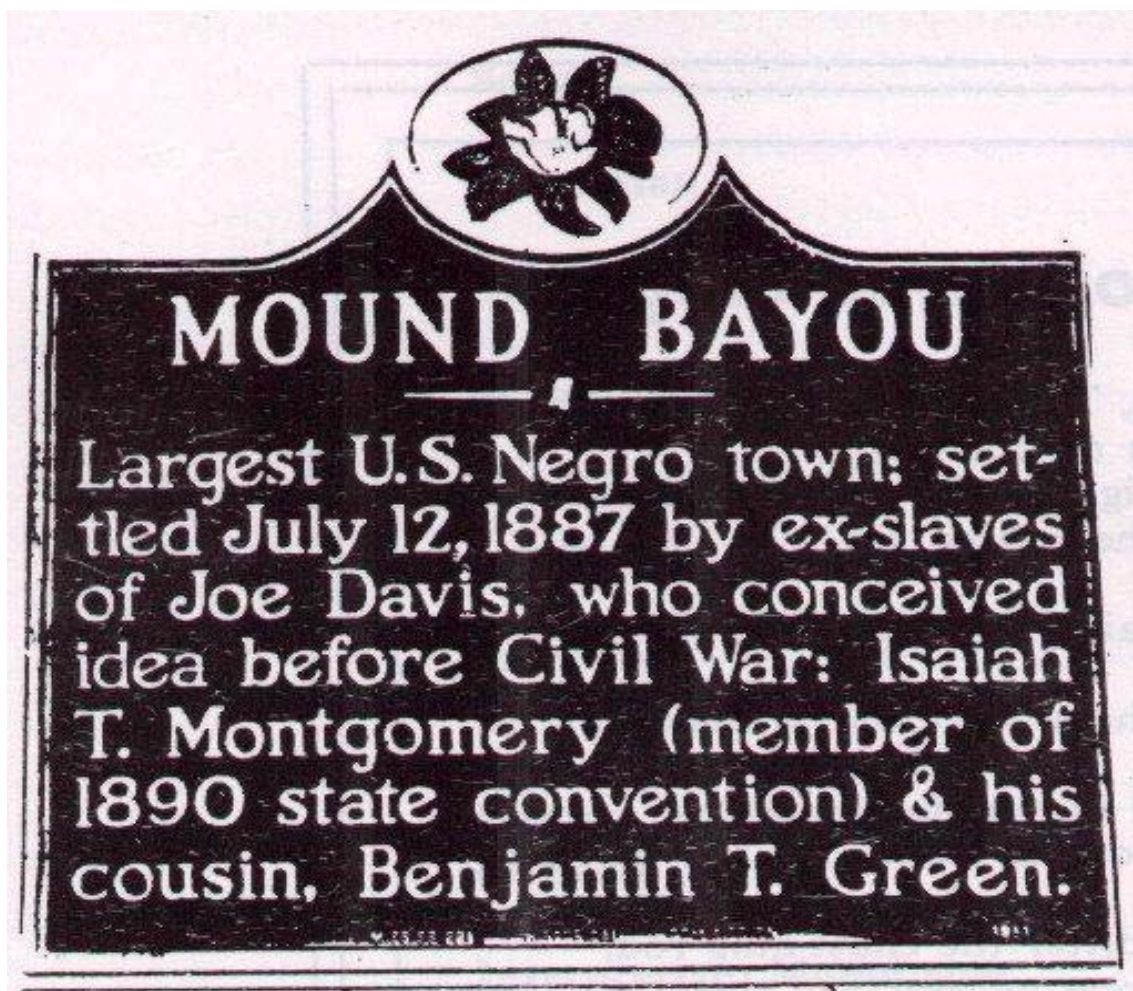 MOUND BAYOU
Largest U.S. Negro town; set-
tled July 12, 1887 by ex-slaves
of Joe Davis, who conceived
idea before Civil War: Isaiah
T. Montgomery (member of
1890 state convention) & his
cousin, Benjamin T. Green.